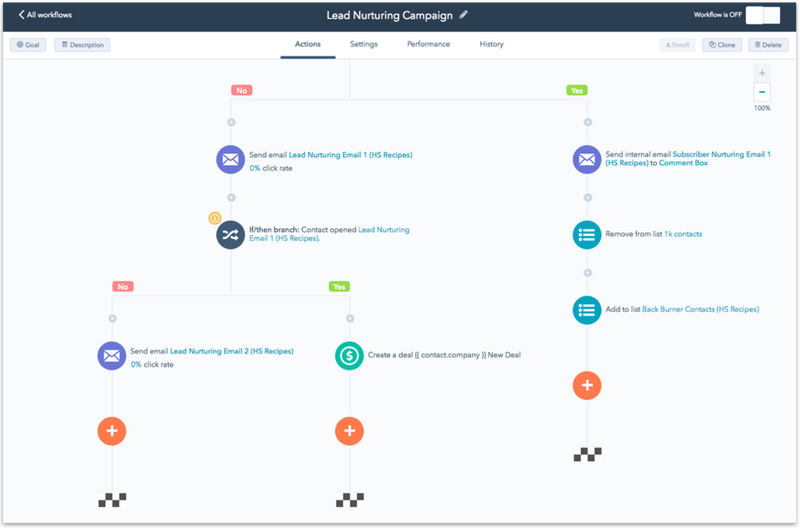 All workflows
Lead Nurturing Campaign
Workflow is OFF
Goal
Description
Actions
Settings
Performance
History
Enroll
Clone
Delete
100%
No
Yes
Send email Lead Nurturing Email 1 (HS Recipes)
0% click rate
Send internal email Subscriber Nurturing Email 1
(HS Recipes) to Comment Box
If/then branch: Contact opened Lead Nurturing
Email 1 (HS Recipes).
Remove from list 1k contacts
No
Yes
Add to list Back Burner Contacts (HS Recipes)
Send email Lead Nurturing Email 2 (HS Recipes)
0% click rate
Create a deal {{ contact.company }} New Deal